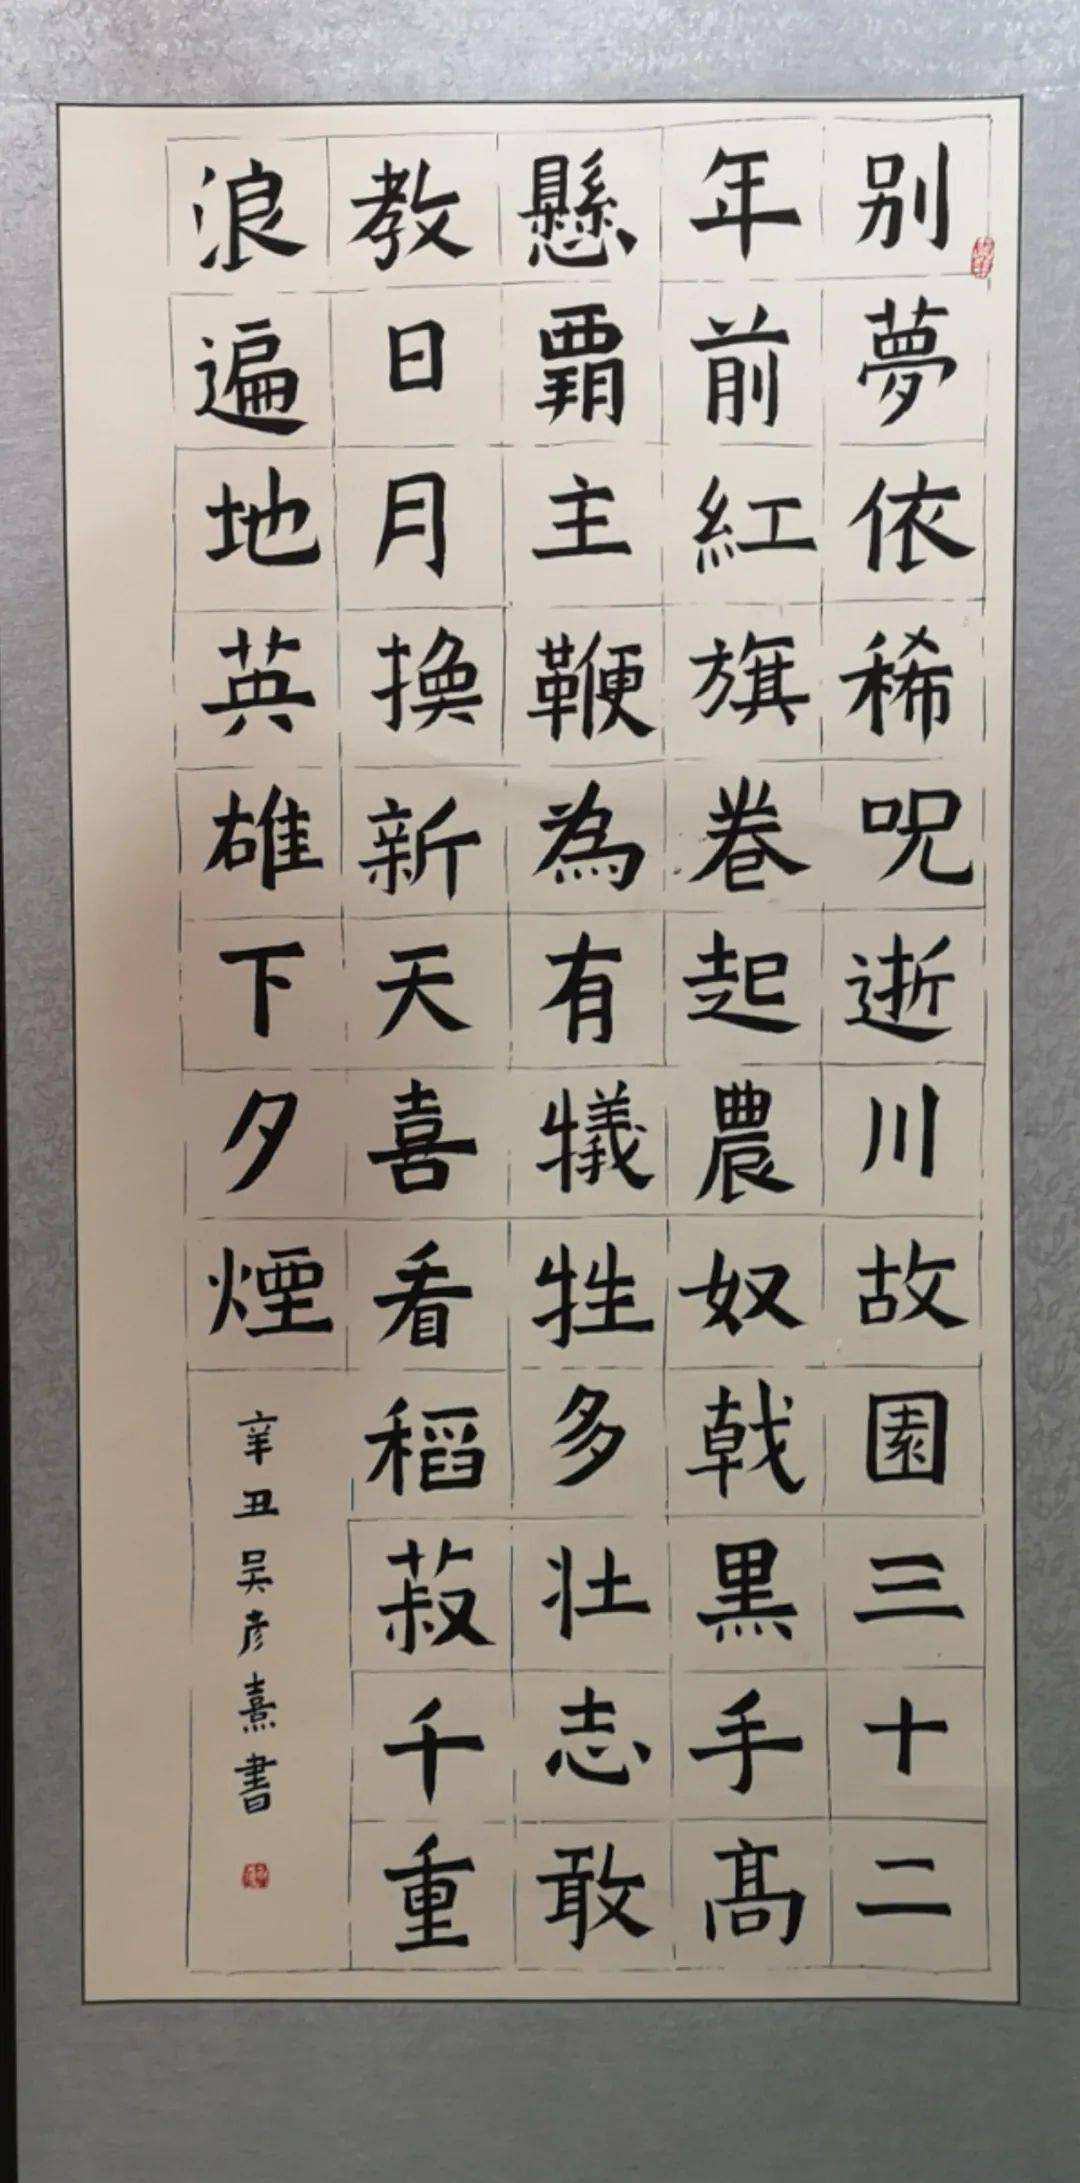 别夢依稀呪逝川故園三十二
年前紅旗卷起農奴戟黑手高
懸霸主鞭為有犧牲多壯志敢
教日月換新天喜看稻菽千重
浪遍地英雄下夕煙
辛丑吴彦熹書